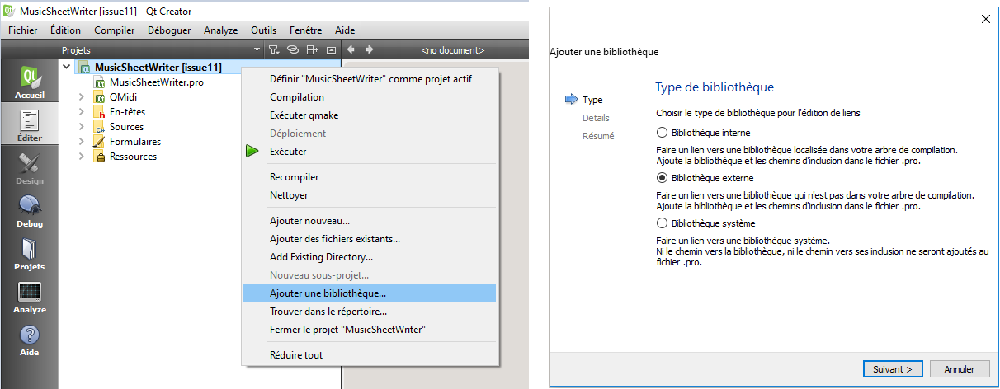 MusicSheetWriter [issue11] - Qt Creator
Fichier Édition Compiler Déboguer Analyze Outils Fenêtre Aide
Projets <no document>
Accueil
Éditer
Design
Debug
Projets
Analyze
Aide
MusicSheetWriter [issue11]
MusicSheetWriter.pro
QMidi
En-têtes
Sources
Formulaires
Ressources
Définir "MusicSheetWriter" comme projet actif
Compilation
Exécuter qmake
Déploiement
Exécuter
Recompiler
Nettoyer
Ajouter nouveau...
Ajouter des fichiers existants...
Add Existing Directory...
Nouveau sous-projet...
Ajouter une bibliothèque...
Trouver dans le répertoire...
Fermer le projet "MusicSheetWriter"
Réduire tout
Ajouter une bibliothèque
Type
Details
Résumé
Type de bibliothèque
Choisir le type de bibliothèque pour l'édition de liens
Bibliothèque interne
Faire un lien vers une bibliothèque localisée dans votre arbre de compilation.
Ajoute la bibliothèque et les chemins d'inclusion dans le fichier .pro.
Bibliothèque externe
Faire un lien vers une bibliothèque qui n'est pas dans votre arbre de compilation.
Ajoute la bibliothèque et les chemins d'inclusion dans le fichier .pro.
Bibliothèque système
Faire un lien vers une bibliothèque système.
Ni le chemin vers la bibliothèque, ni le chemin vers ses inclusion ne seront ajoutés au
fichier .pro.
Suivant > Annuler